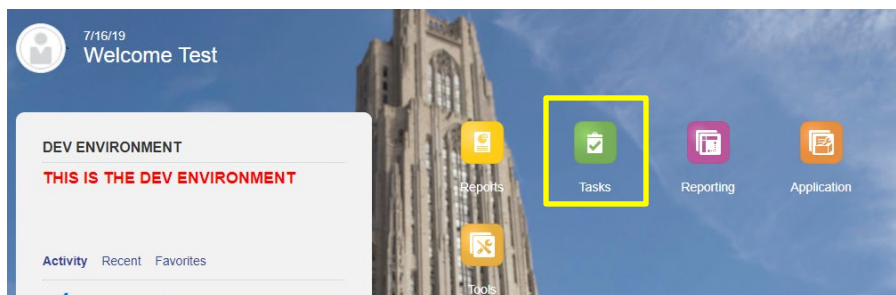 7/16/19
Welcome Test
DEV ENVIRONMENT
THIS IS THE DEV ENVIRONMENT
Activity Recent Favorites
Reports Tasks Reporting Application
Tools